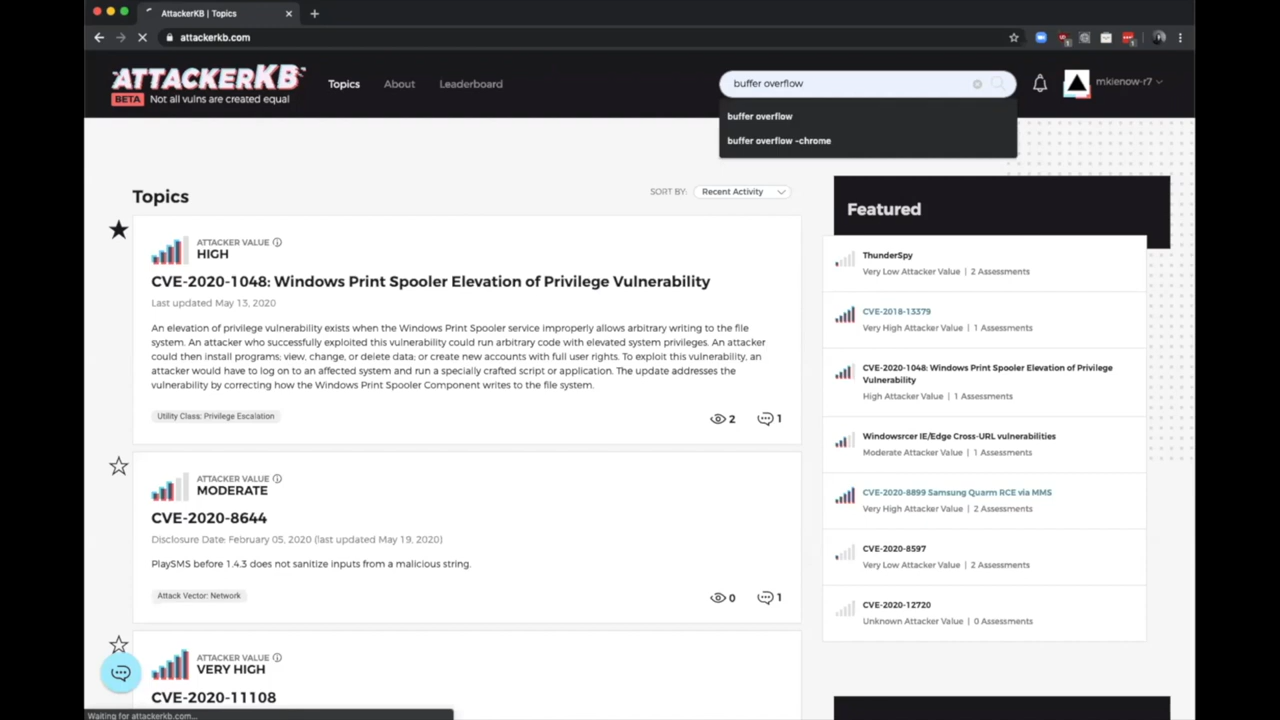 AttackerKB | Topics
attackerkb.com
ATTACKERKB
BETA Not all vulns are created equal
Topics
About
Leaderboard
buffer overflow
mkienow-r7
buffer overflow
buffer overflow -chrome
Topics
SORT BY: Recent Activity
ATTACKER VALUE
HIGH
CVE-2020-1048: Windows Print Spooler Elevation of Privilege Vulnerability
Last updated May 13, 2020
An elevation of privilege vulnerability exists when the Windows Print Spooler service improperly allows arbitrary writing to the file
system. An attacker who successfully exploited this vulnerability could run arbitrary code with elevated system privileges. An attacker
could then install programs; view, change, or delete data; or create new accounts with full user rights. To exploit this vulnerability, an
attacker would have to log on to an affected system and run a specially crafted script or application. The update addresses the
vulnerability by correcting how the Windows Print Spooler Component writes to the file system.
Utility Class: Privilege Escalation
2
1
ATTACKER VALUE
MODERATE
CVE-2020-8644
Disclosure Date: February 05, 2020 (last updated May 19, 2020)
PlaySMS before 1.4.3 does not sanitize inputs from a malicious string.
Attack Vector: Network
0
1
ATTACKER VALUE
VERY HIGH
CVE-2020-11108
Featured
ThunderSpy
Very Low Attacker Value | 2 Assessments
CVE-2018-13379
Very High Attacker Value | 1 Assessments
CVE-2020-1048: Windows Print Spooler Elevation of Privilege
Vulnerability
High Attacker Value | 1 Assessments
Windowsrcer IE/Edge Cross-URL vulnerabilities
Moderate Attacker Value | 1 Assessments
CVE-2020-8899 Samsung Quarm RCE via MMS
Very High Attacker Value | 2 Assessments
CVE-2020-8597
Very Low Attacker Value | 2 Assessments
CVE-2020-12720
Unknown Attacker Value | 0 Assessments
Waiting for attackerkb.com...